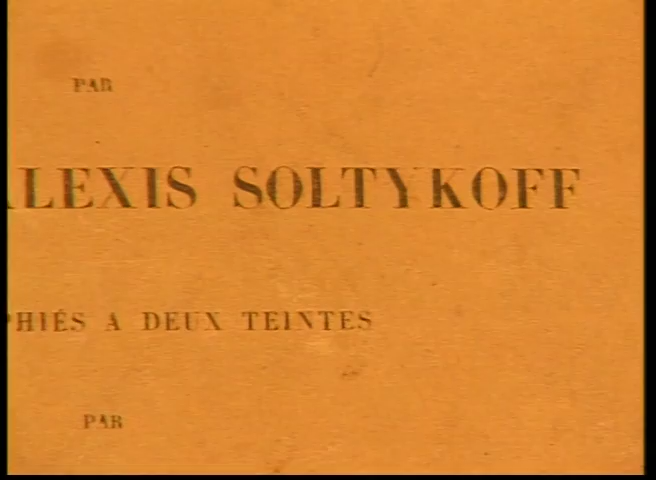 PAR
ALEXIS SOLTYKOFF
PHIÉS A DEUX TEINTES
PAR